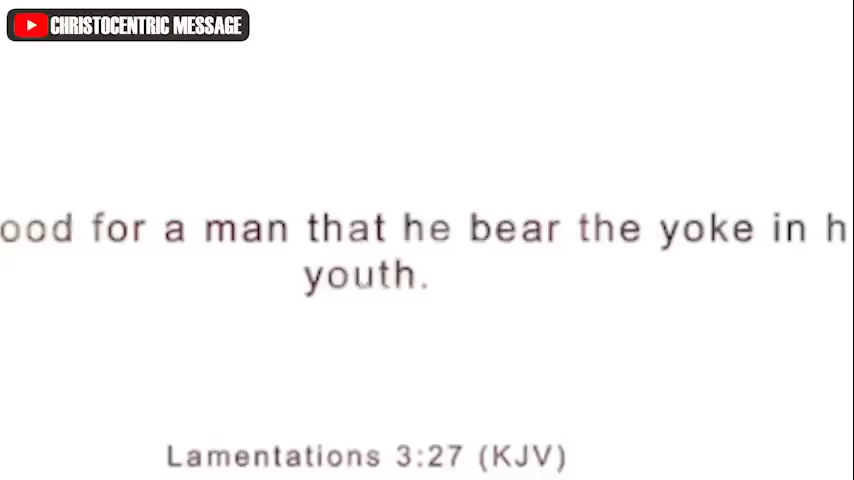 CHRISTOCENTRIC MESSAGE
ood for a man that he bear the yoke in h
youth.
Lamentations 3:27 (KJV)